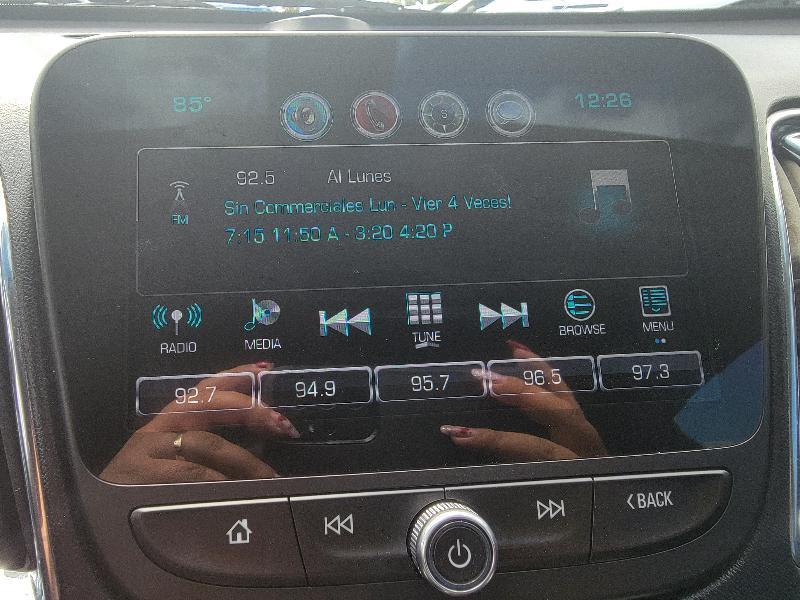 85° 12:26
92.5 Al Lunes
FM
Sin Commerciales Lun - Vier 4 Veces!
7:15 11:50 A - 3:20 4:20 P
RADIO MEDIA TUNE BROWSE MENU
92.7 94.9 95.7 96.5 97.3
BACK